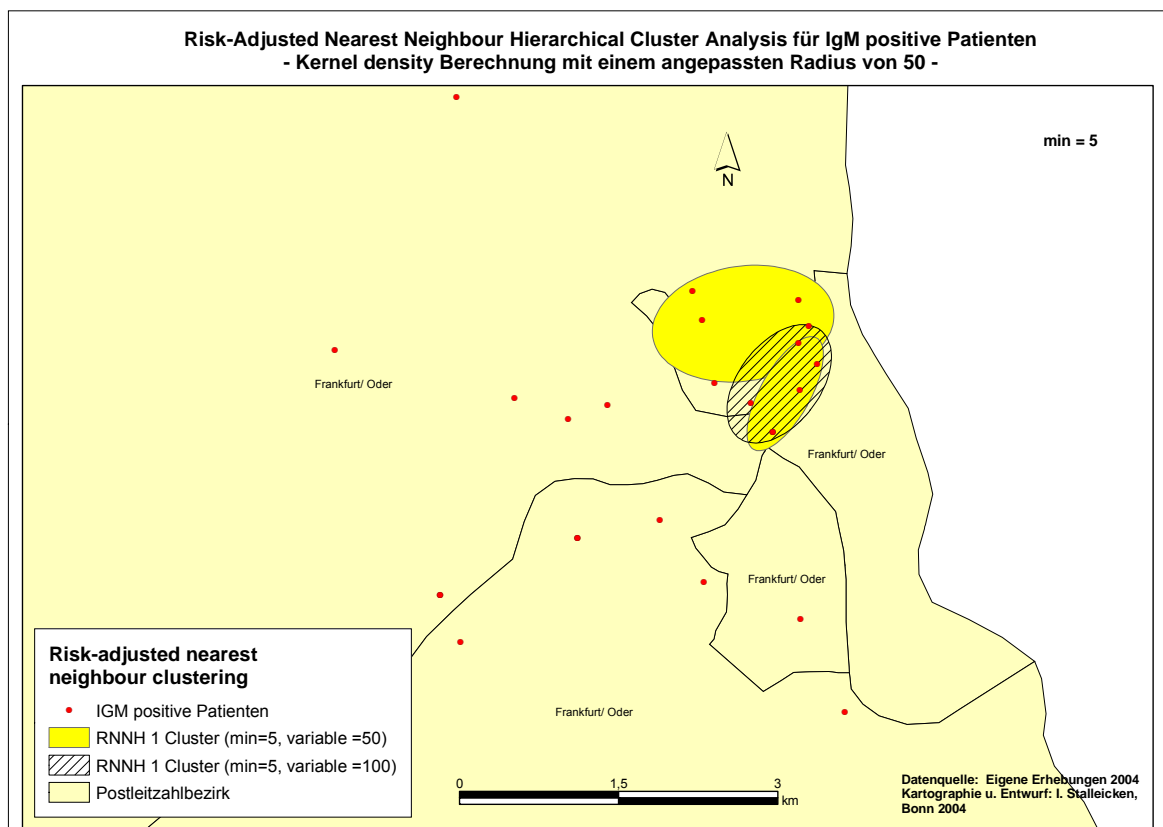 Risk-Adjusted Nearest Neighbour Hierarchical Cluster Analysis für IgM positive Patienten
- Kernel density Berechnung mit einem angepassten Radius von 50 -
min = 5
N
Frankfurt/ Oder
Frankfurt/ Oder
Frankfurt/ Oder
Frankfurt/ Oder
Risk-adjusted nearest
neighbour clustering
IGM positive Patienten
RNNH 1 Cluster (min=5, variable =50)
RNNH 1 Cluster (min=5, variable =100)
Postleitzahlbezirk
0 1,5 3
km
Datenquelle: Eigene Erhebungen 2004
Kartographie u. Entwurf: I. Stalleicken,
Bonn 2004